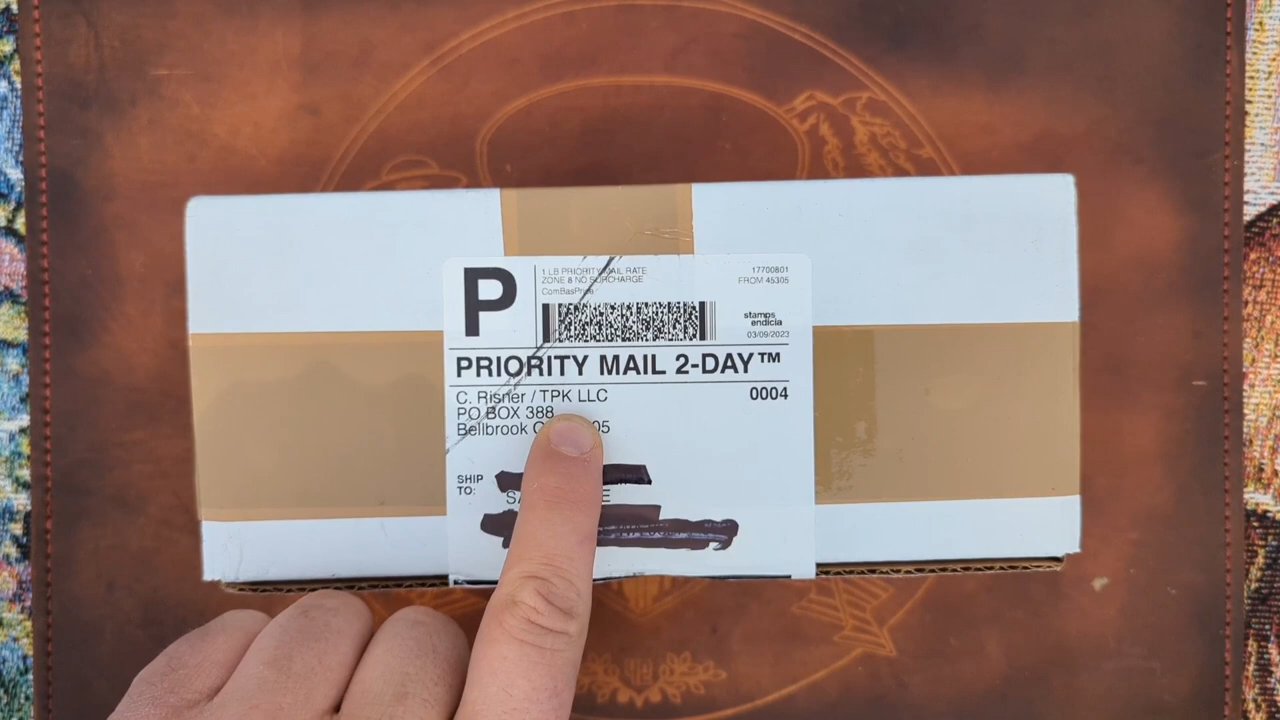 P
1 LB PRIORITY MAIL RATE
ZONE 8 NO SURCHARGE
ComBasPrice
17700801
FROM 45305
stamps
endicia
03/09/2023
PRIORITY MAIL 2-DAY™
C. Risner / TPK LLC
0004
PO BOX 388
Bellbrook
SHIP
TO: